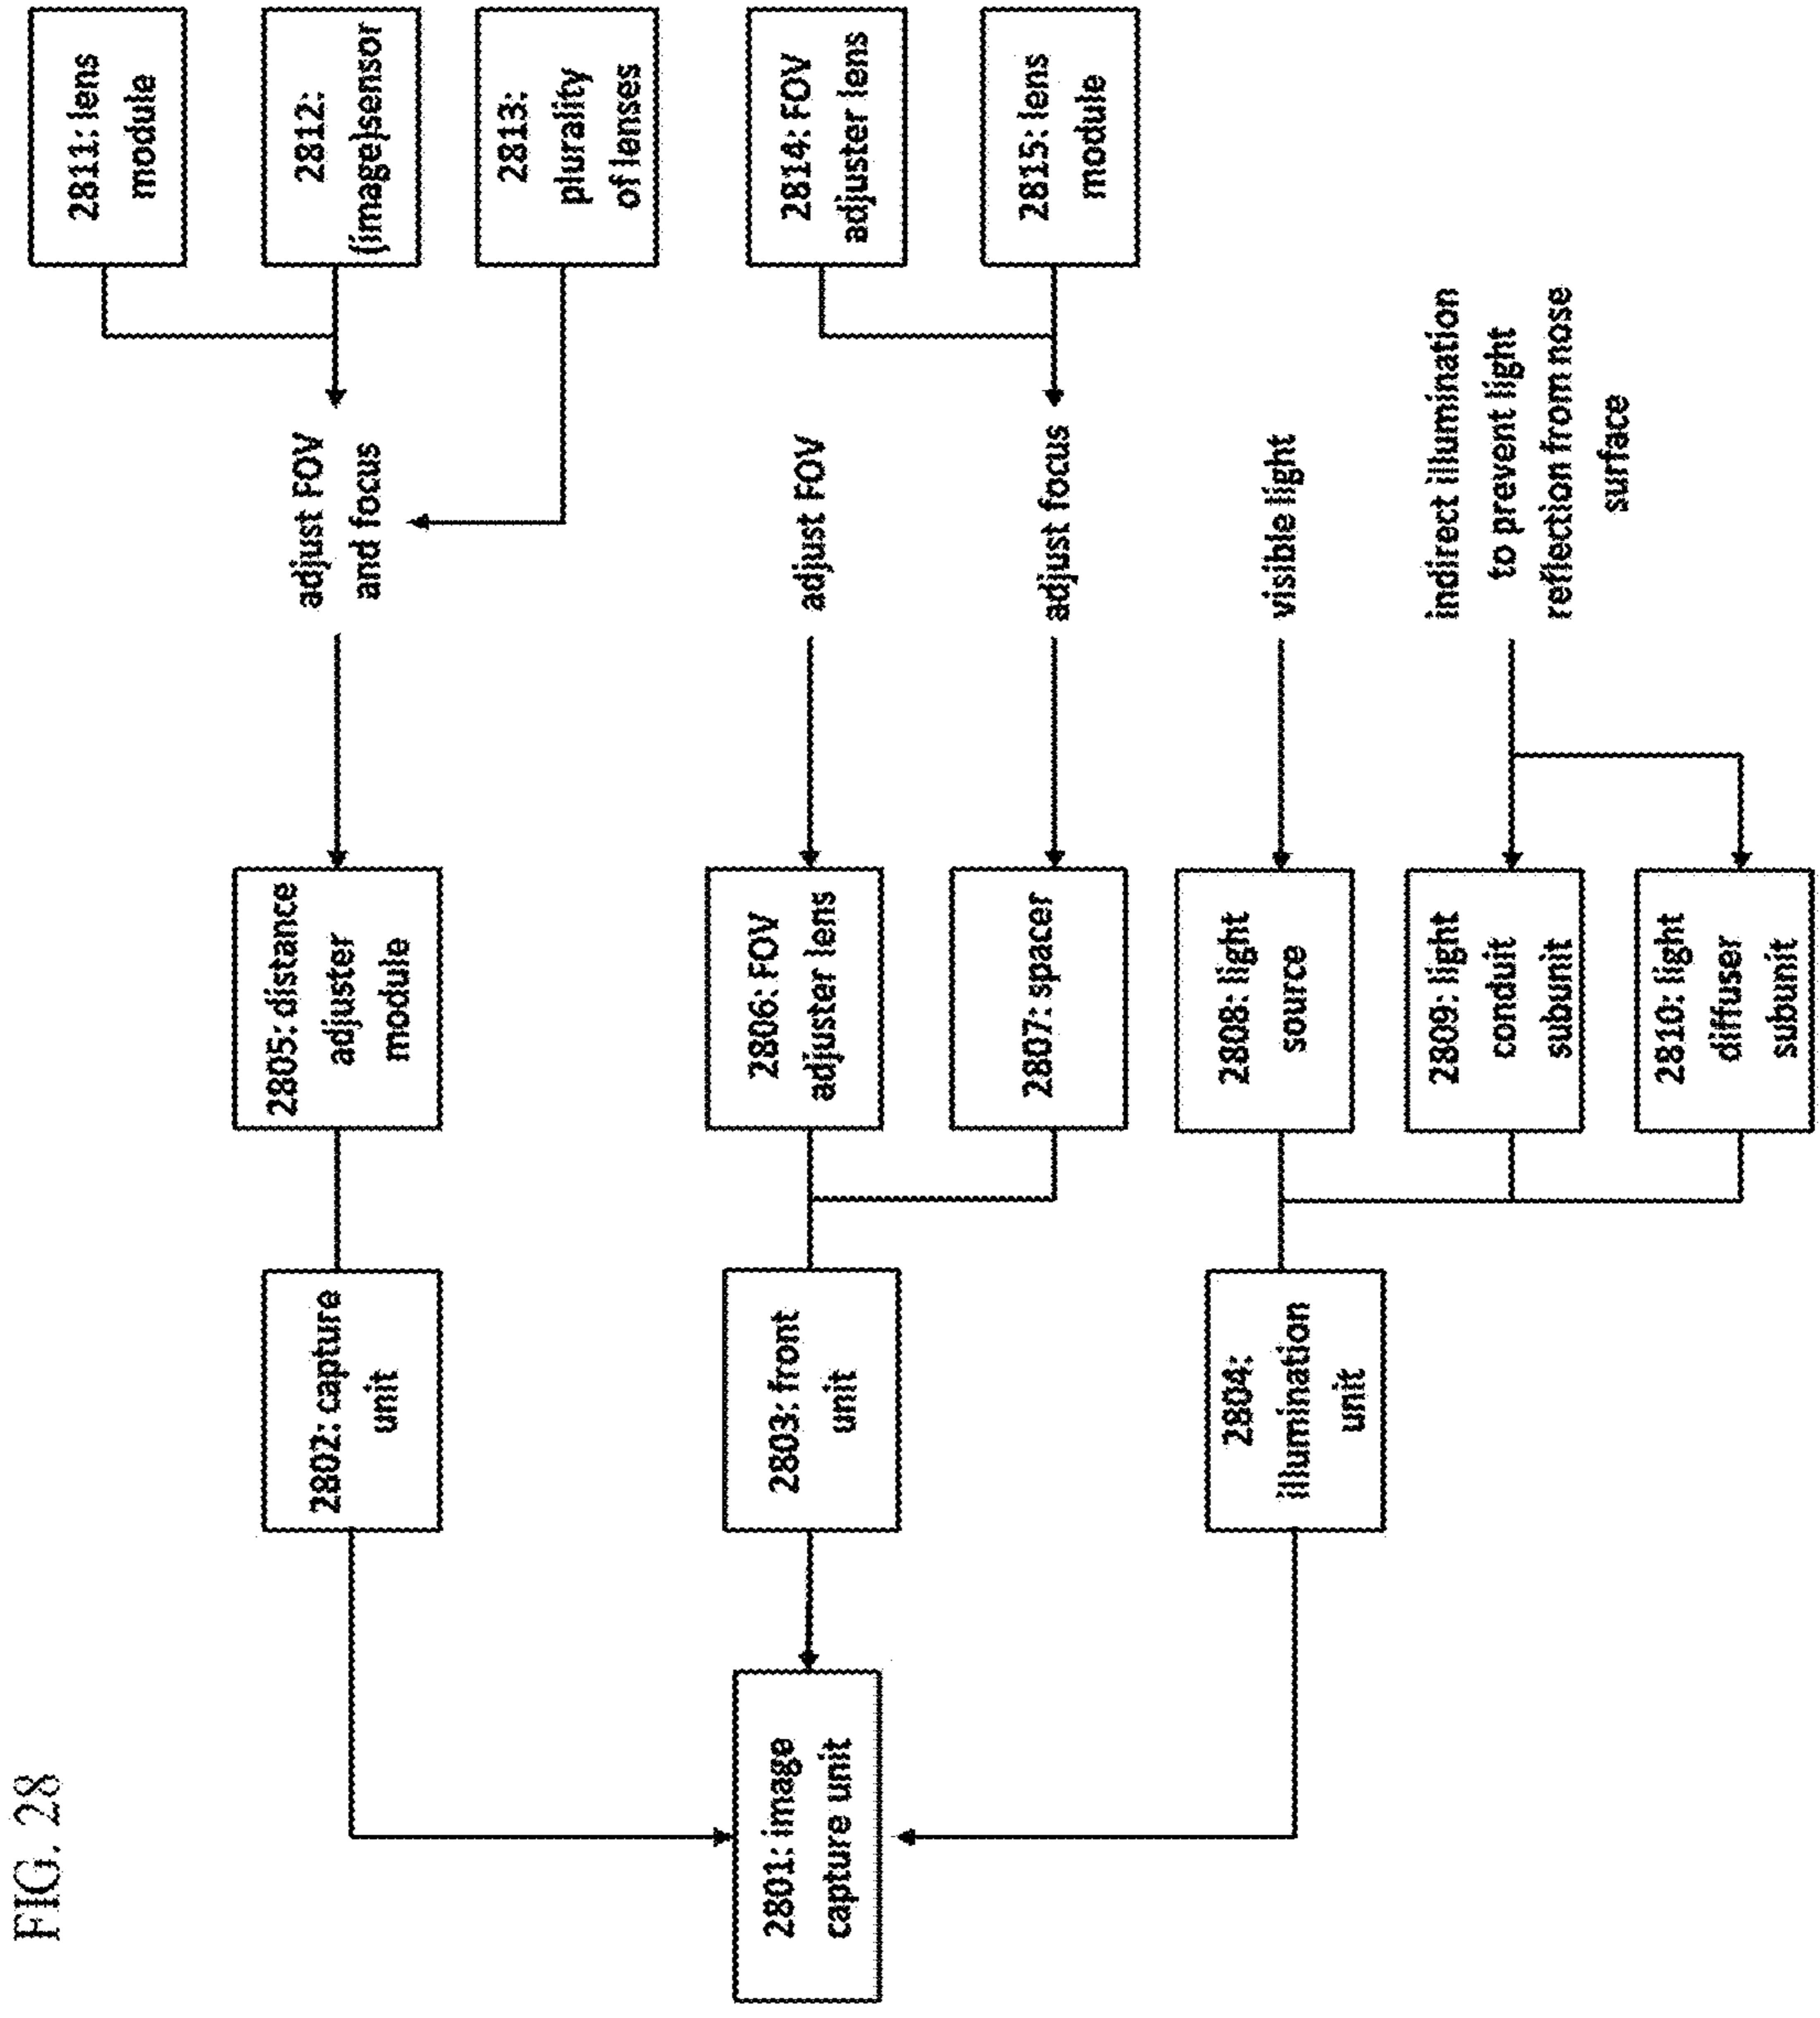 FIG. 28
2801: image
capture unit
2802: capture
unit
2803: front
unit
2804:
illumination
unit
2805: distance
adjuster
module
2806: FOV
adjuster lens
2807: spacer
2808: light
source
2809: light
conduit
subunit
2810: light
diffuser
subunit
adjust FOV
and focus
adjust FOV
adjust focus
visible light
indirect illumination
to prevent light
reflection from nose
surface
2811: lens
module
2812:
(image)sensor
2813:
plurality
of lenses
2814: FOV
adjuster lens
2815: lens
module